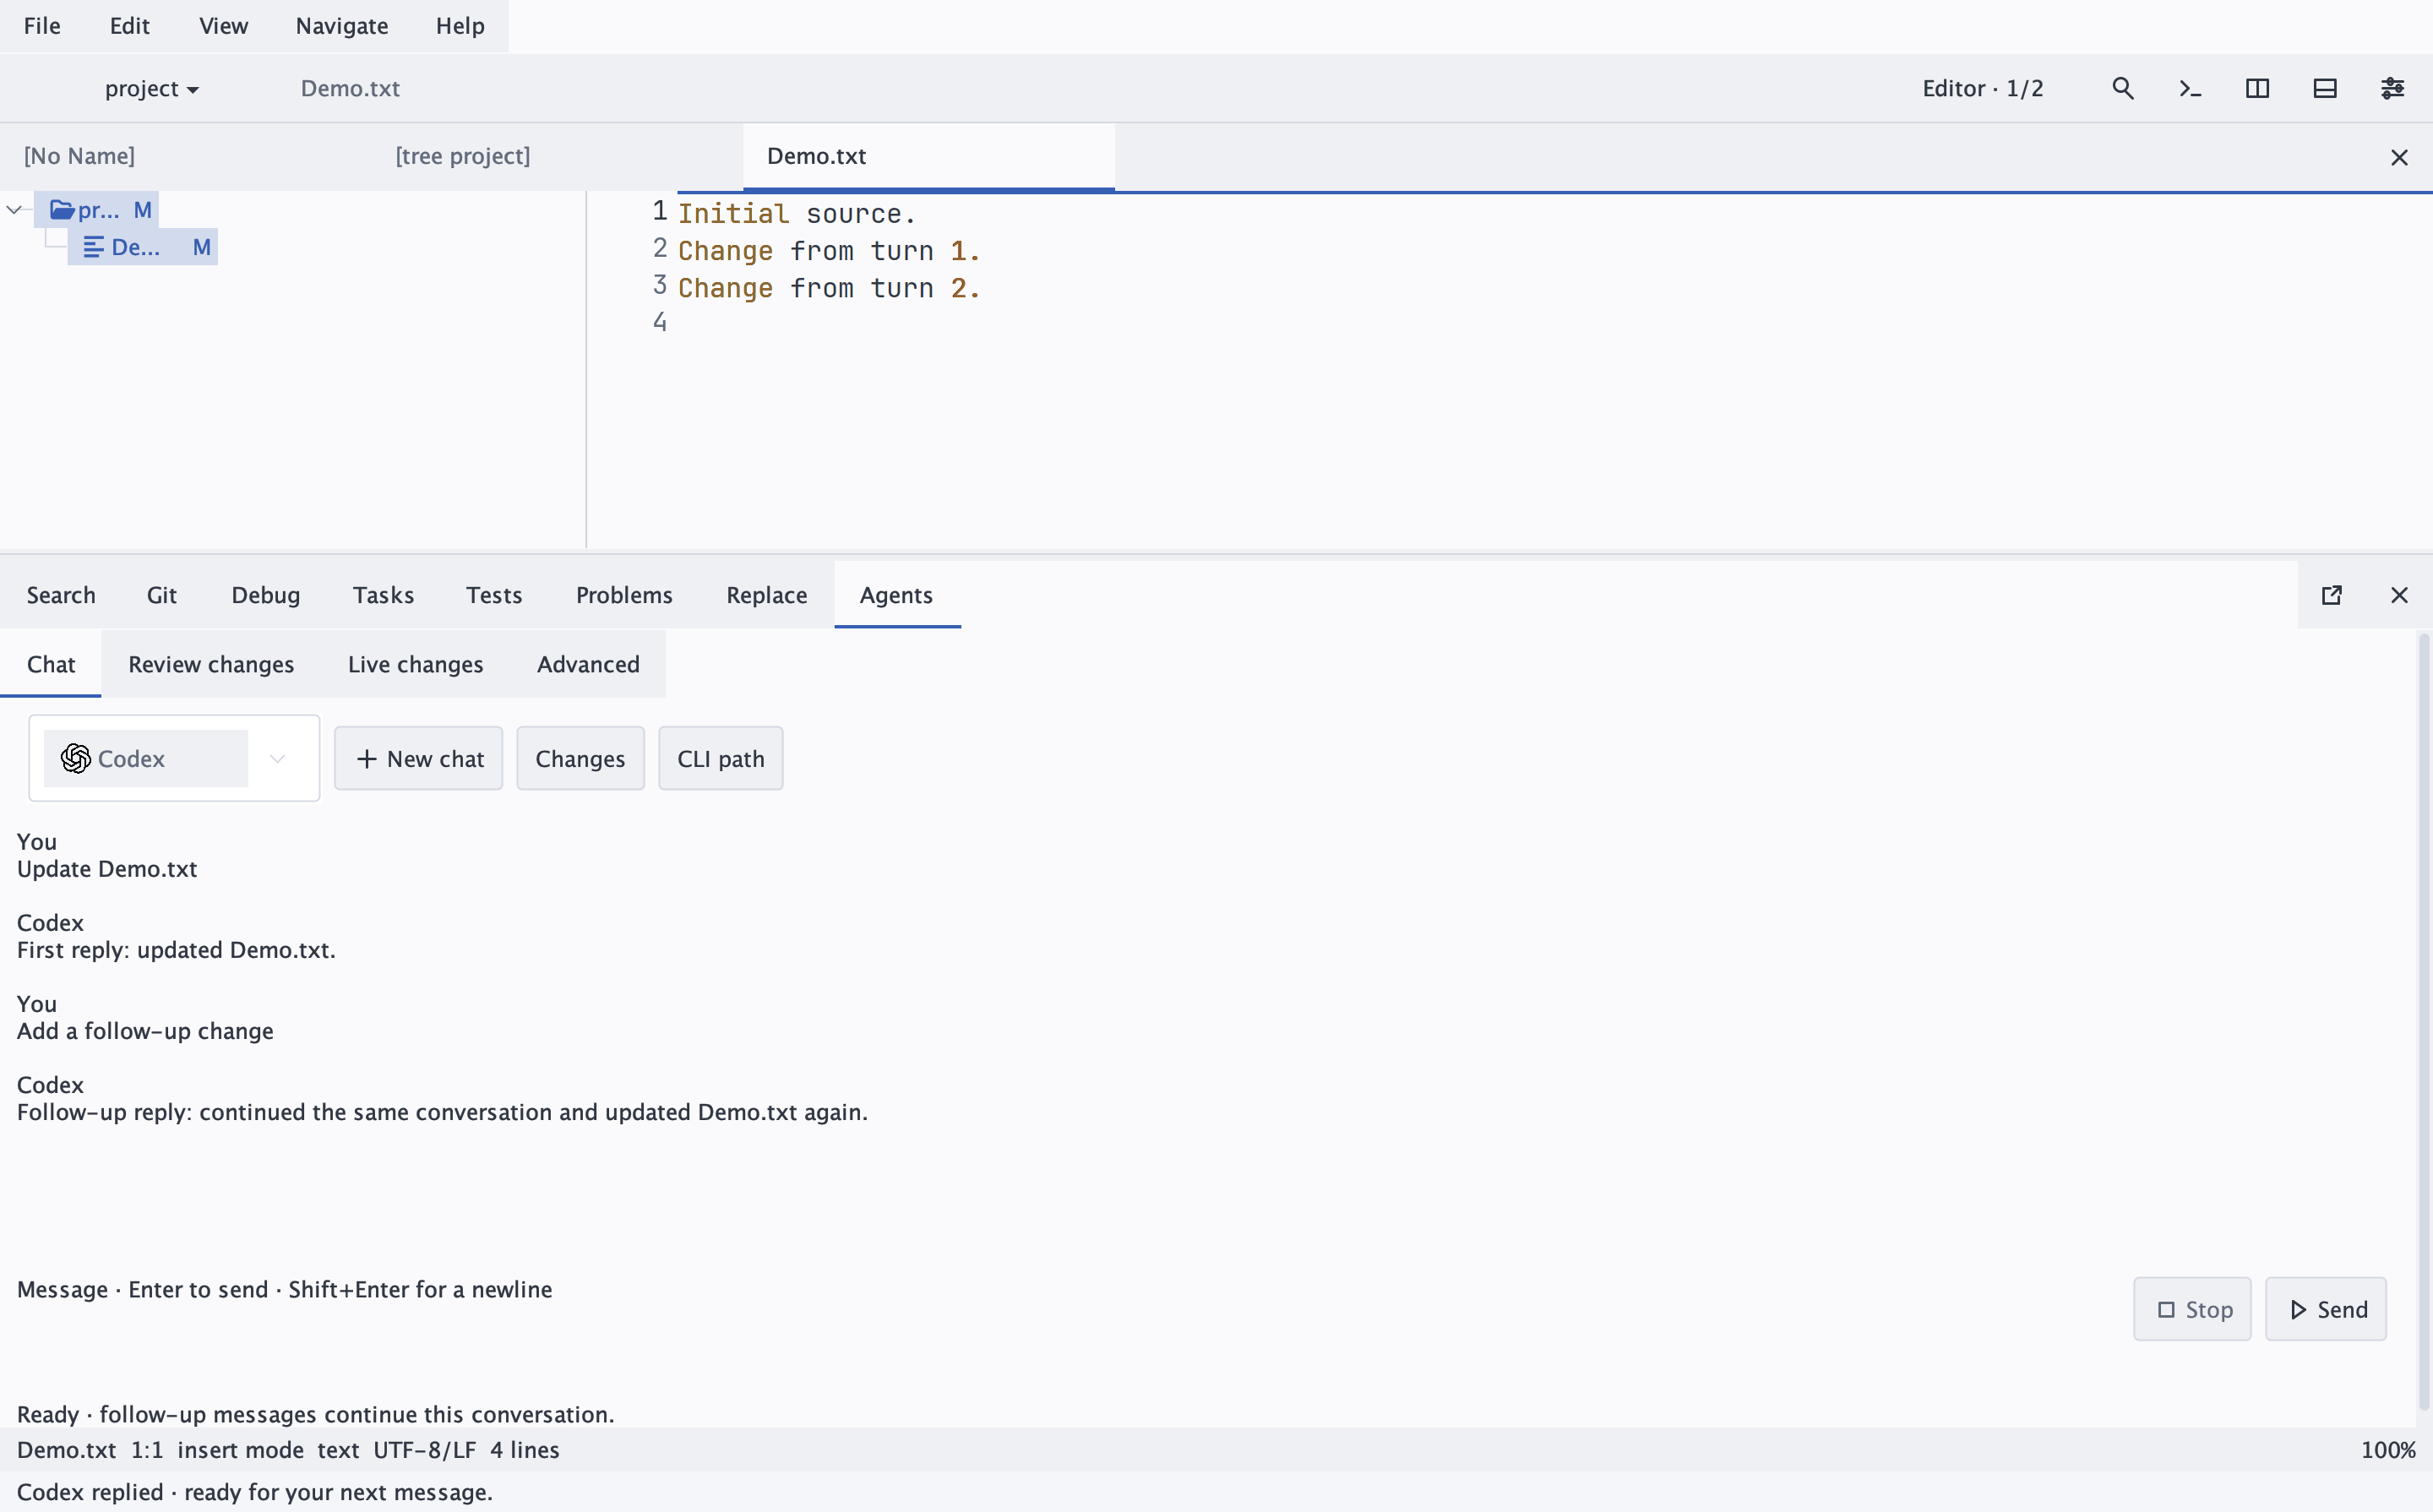 File Edit View Navigate Help
project Demo.txt Editor · 1/2
[No Name] [tree project] Demo.txt
pr... M
De... M
1 Initial source.
2 Change from turn 1.
3 Change from turn 2.
4
Search Git Debug Tasks Tests Problems Replace Agents
Chat Review changes Live changes Advanced
Codex + New chat Changes CLI path
You
Update Demo.txt
Codex
First reply: updated Demo.txt.
You
Add a follow-up change
Codex
Follow-up reply: continued the same conversation and updated Demo.txt again.
Message · Enter to send · Shift+Enter for a newline
Stop Send
Ready · follow-up messages continue this conversation.
Demo.txt 1:1 insert mode text UTF-8/LF 4 lines 100%
Codex replied · ready for your next message.